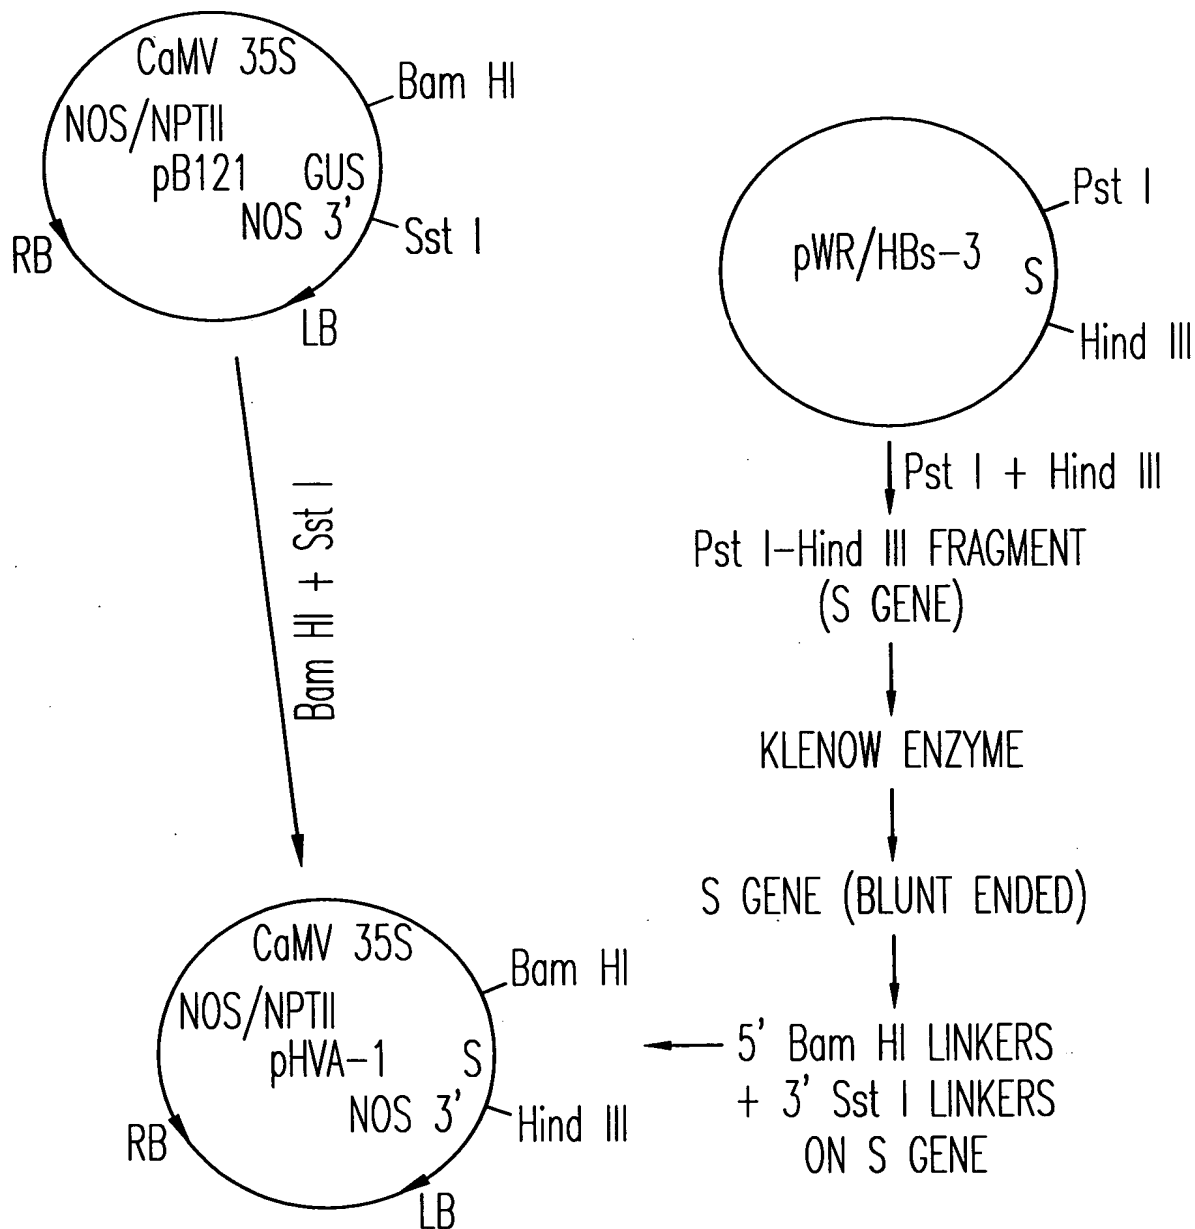 CaMV 35S
Bam HI
NOS/NPTII
pB121
GUS
NOS 3'
Sst I
RB
LB
Pst I
pWR/HBs-3
S
Hind III
Bam HI + Sst I
Pst I + Hind III
Pst I-Hind III FRAGMENT
(S GENE)
KLENOW ENZYME
S GENE (BLUNT ENDED)
5' Bam HI LINKERS
+ 3' Sst I LINKERS
ON S GENE
CaMV 35S
Bam HI
NOS/NPTII
pHVA-1
S
NOS 3'
Hind III
RB
LB